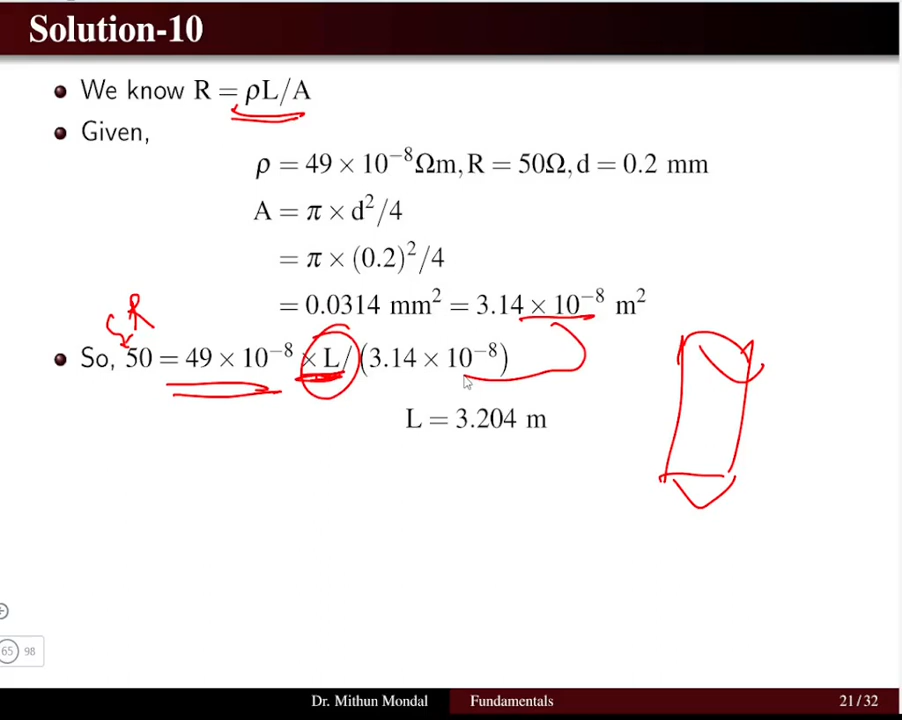 Solution-10
We know R = ρL/A
Given,
ρ = 49 × 10⁻⁸Ωm, R = 50Ω, d = 0.2 mm
A = π × d²/4
= π × (0.2)²/4
= 0.0314 mm² = 3.14 × 10⁻⁸ m²
R
So, 50 = 49 × 10⁻⁸ × L/(3.14 × 10⁻⁸)
L = 3.204 m
65 98
Dr. Mithun Mondal Fundamentals 21/32